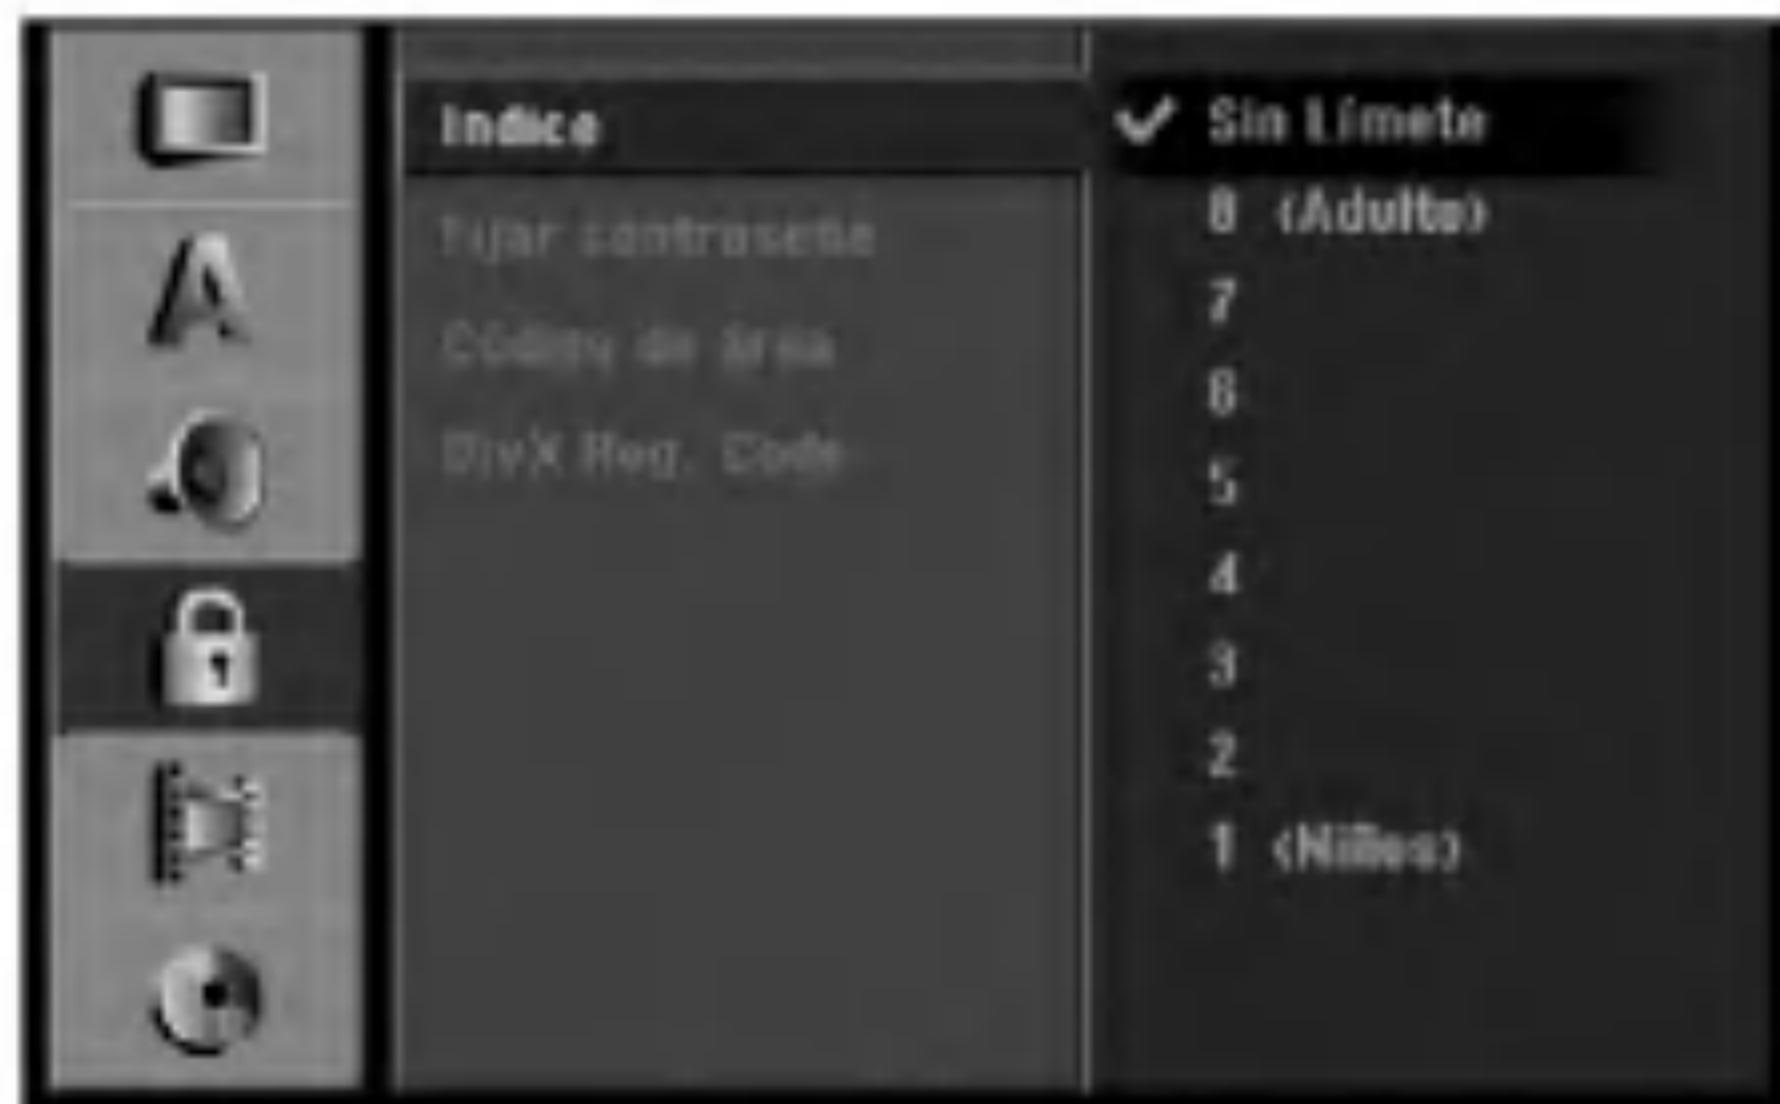 Indice
Fijar contraseña
Código de área
DivX Reg. Code
Sin Límete
8 (Adulto)
7
6
5
4
3
2
1 (Niños)